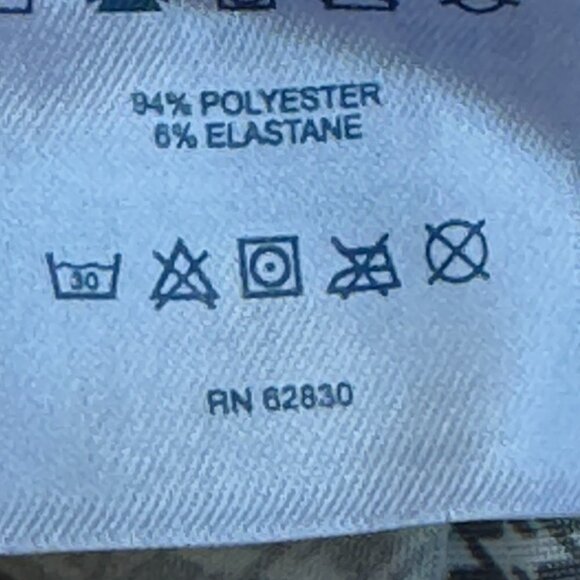 94% POLYESTER
6% ELASTANE
30
RN 62830